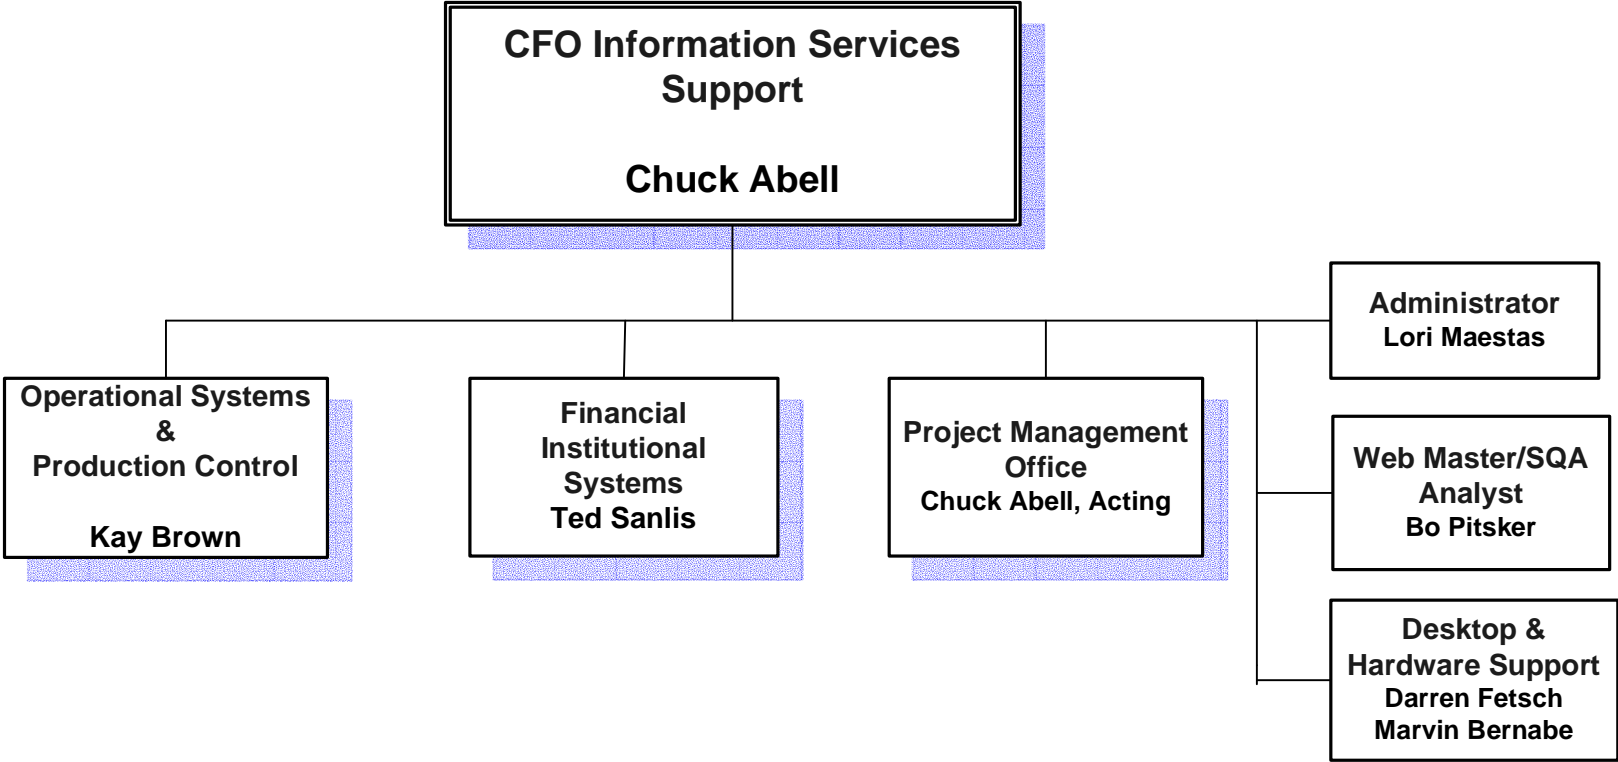 CFO Information Services
Support
Chuck Abell
Administrator
Lori Maestas
Operational Systems
&
Production Control
Kay Brown
Financial
Institutional
Systems
Ted Sanlis
Project Management
Office
Chuck Abell, Acting
Web Master/SQA
Analyst
Bo Pitsker
Desktop &
Hardware Support
Darren Fetsch
Marvin Bernabe